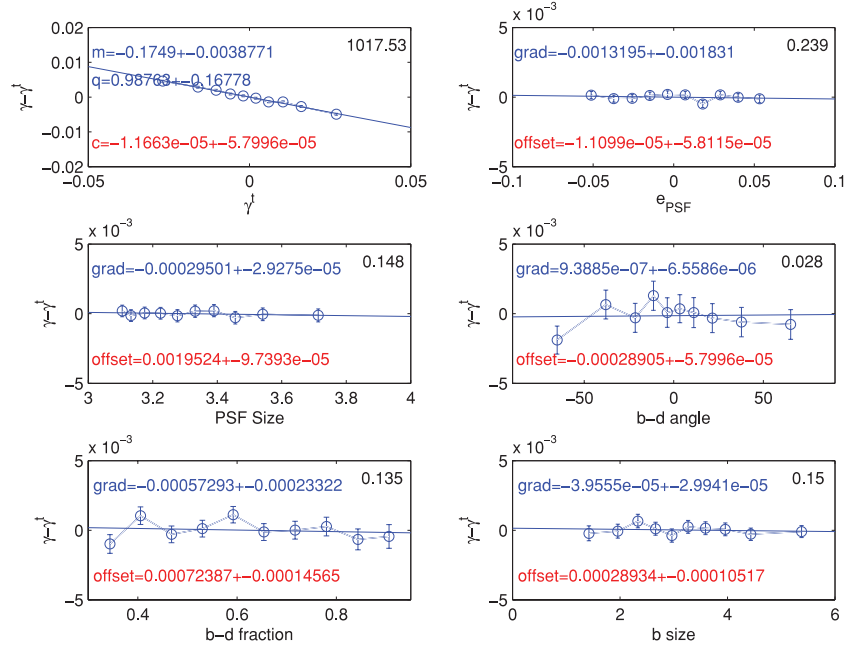 0.02
0.01
0
−0.01
−0.02
−0.05
0
0.05
γ−γᵗ
γᵗ
m=−0.1749+−0.0038771
1017.53
q=0.98763+−0.16778
c=−1.1663e−05+−5.7996e−05
x 10⁻³
5
0
−5
−0.1
−0.05
0
0.05
0.1
γ−γᵗ
e_PSF
grad=−0.0013195+−0.001831
0.239
offset=−1.1099e−05+−5.8115e−05
x 10⁻³
5
0
−5
3
3.2
3.4
3.6
3.8
4
γ−γᵗ
PSF Size
grad=−0.00029501+−2.9275e−05
0.148
offset=0.0019524+−9.7393e−05
x 10⁻³
5
0
−5
−50
0
50
γ−γᵗ
b−d angle
grad=9.3885e−07+−6.5586e−06
0.028
offset=−0.00028905+−5.7996e−05
x 10⁻³
5
0
−5
0.4
0.6
0.8
γ−γᵗ
b−d fraction
grad=−0.00057293+−0.00023322
0.135
offset=0.00072387+−0.00014565
x 10⁻³
5
0
−5
0
2
4
6
γ−γᵗ
b size
grad=−3.9555e−05+−2.9941e−05
0.15
offset=0.00028934+−0.00010517